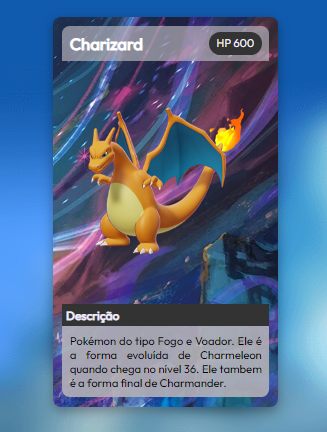 Charizard
HP 600
Descrição
Pokémon do tipo Fogo e Voador. Ele é
a forma evoluída de Charmeleon
quando chega no nível 36. Ele tambem
é a forma final de Charmander.